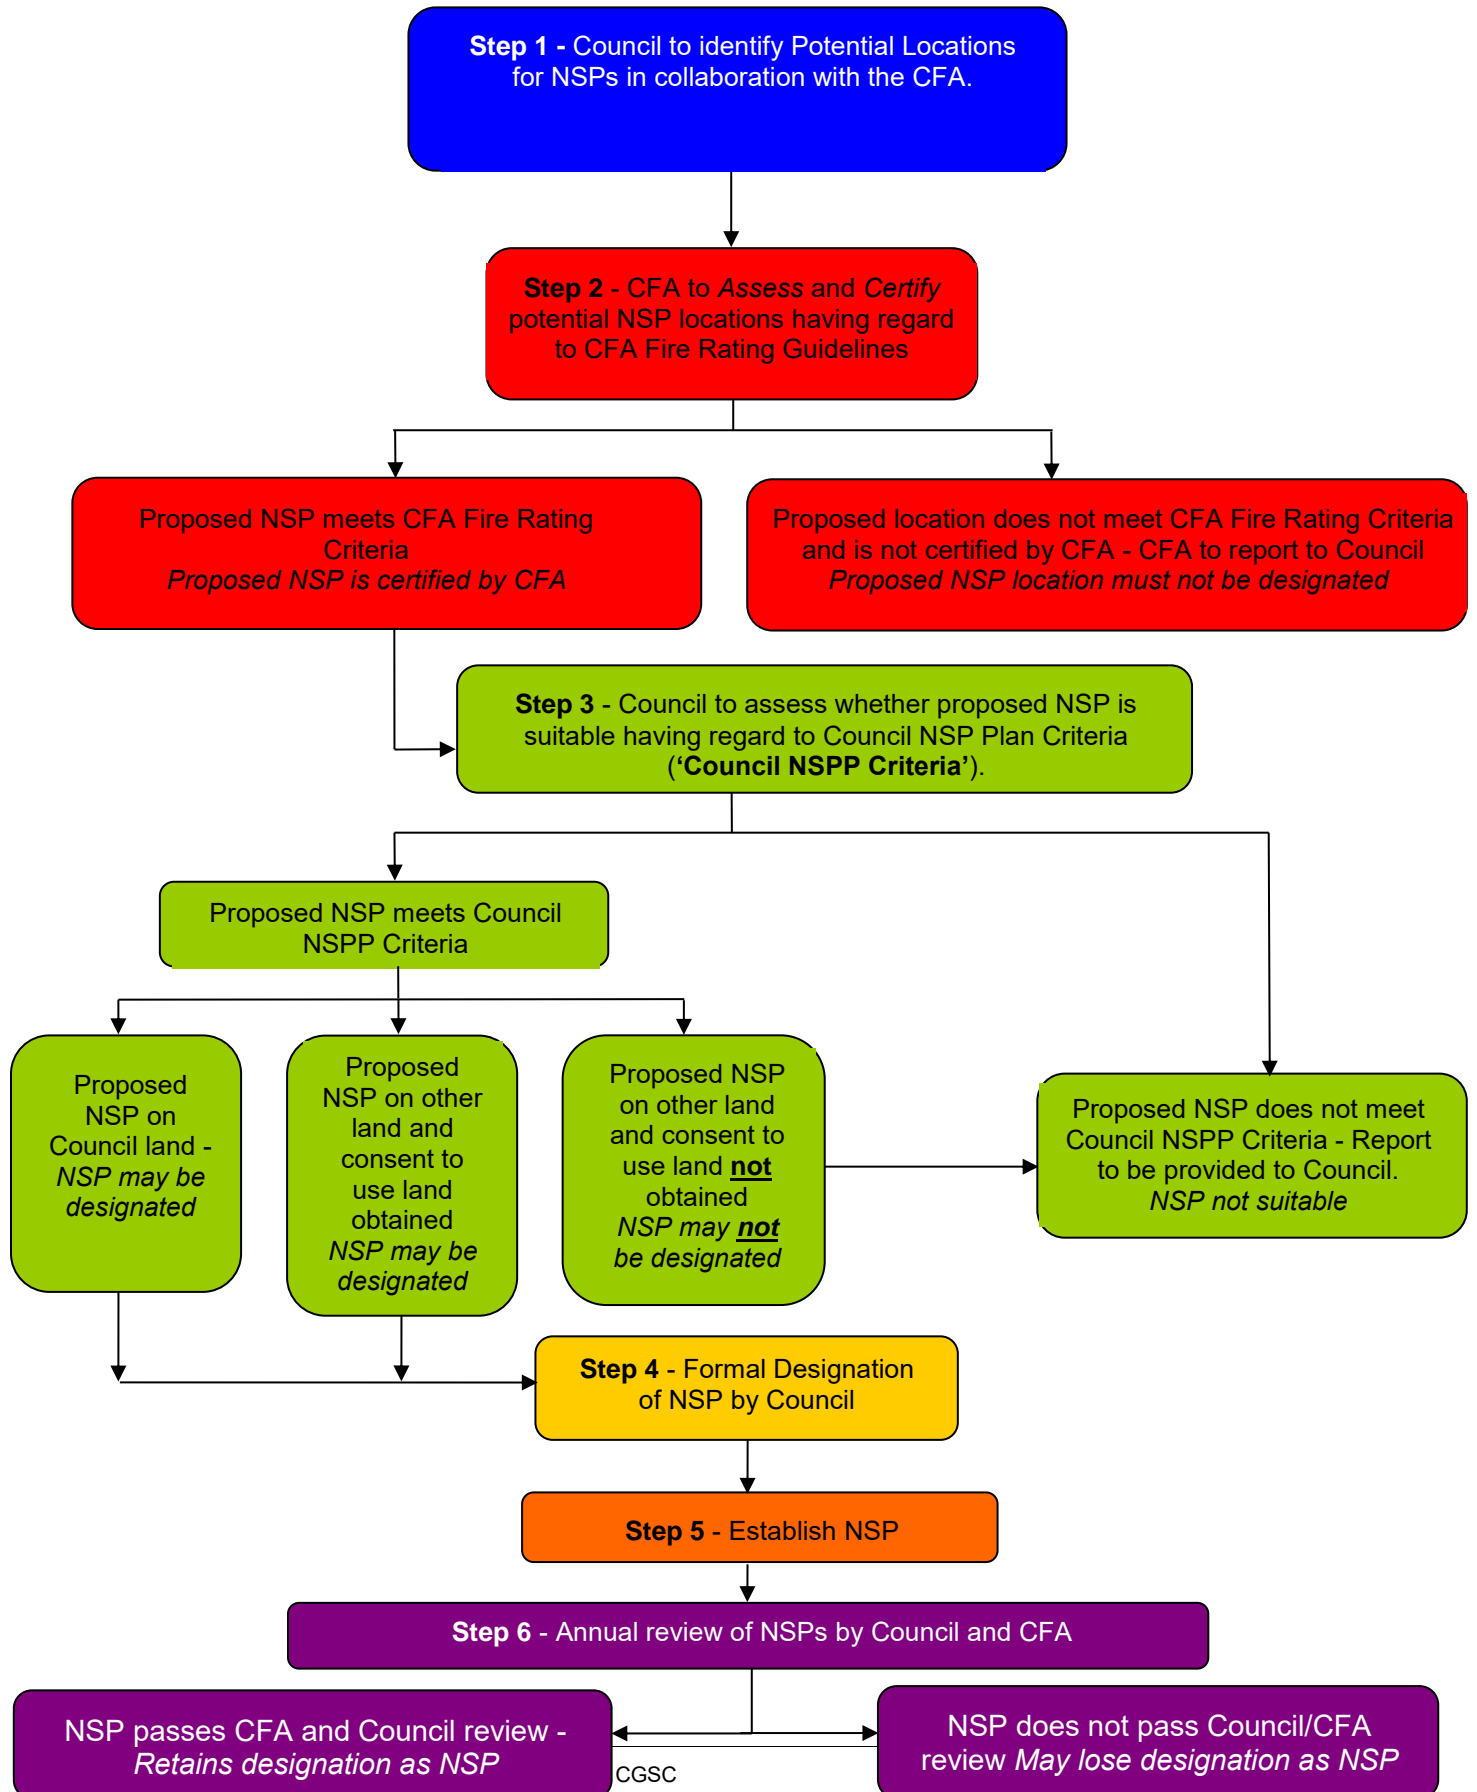 Step 1 - Council to identify Potential Locations
for NSPs in collaboration with the CFA.
Step 2 - CFA to Assess and Certify
potential NSP locations having regard
to CFA Fire Rating Guidelines
Proposed NSP meets CFA Fire Rating
Criteria
Proposed NSP is certified by CFA
Proposed location does not meet CFA Fire Rating Criteria
and is not certified by CFA - CFA to report to Council
Proposed NSP location must not be designated
Step 3 - Council to assess whether proposed NSP is
suitable having regard to Council NSP Plan Criteria
(‘Council NSPP Criteria’).
Proposed NSP meets Council
NSPP Criteria
Proposed
NSP on
Council land -
NSP may be
designated
Proposed
NSP on other
land and
consent to
use land
obtained
NSP may be
designated
Proposed NSP
on other land
and consent to
use land not
obtained
NSP may not
be designated
Proposed NSP does not meet
Council NSPP Criteria - Report
to be provided to Council.
NSP not suitable
Step 4 - Formal Designation
of NSP by Council
Step 5 - Establish NSP
Step 6 - Annual review of NSPs by Council and CFA
NSP passes CFA and Council review -
Retains designation as NSP
NSP does not pass Council/CFA
review May lose designation as NSP
CGSC